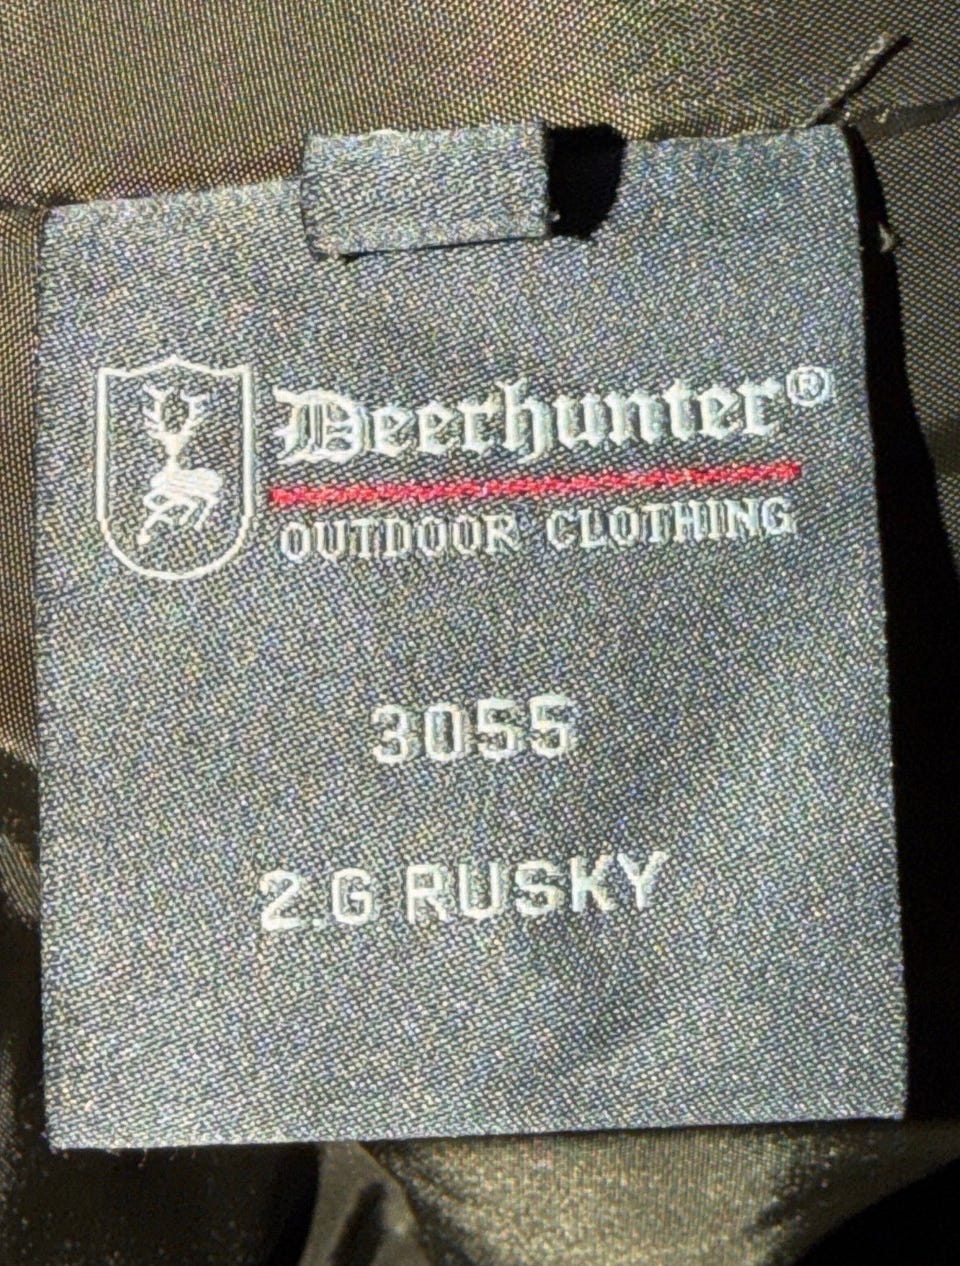 Deerhunter®
OUTDOOR CLOTHING
3055
2.G RUSKY